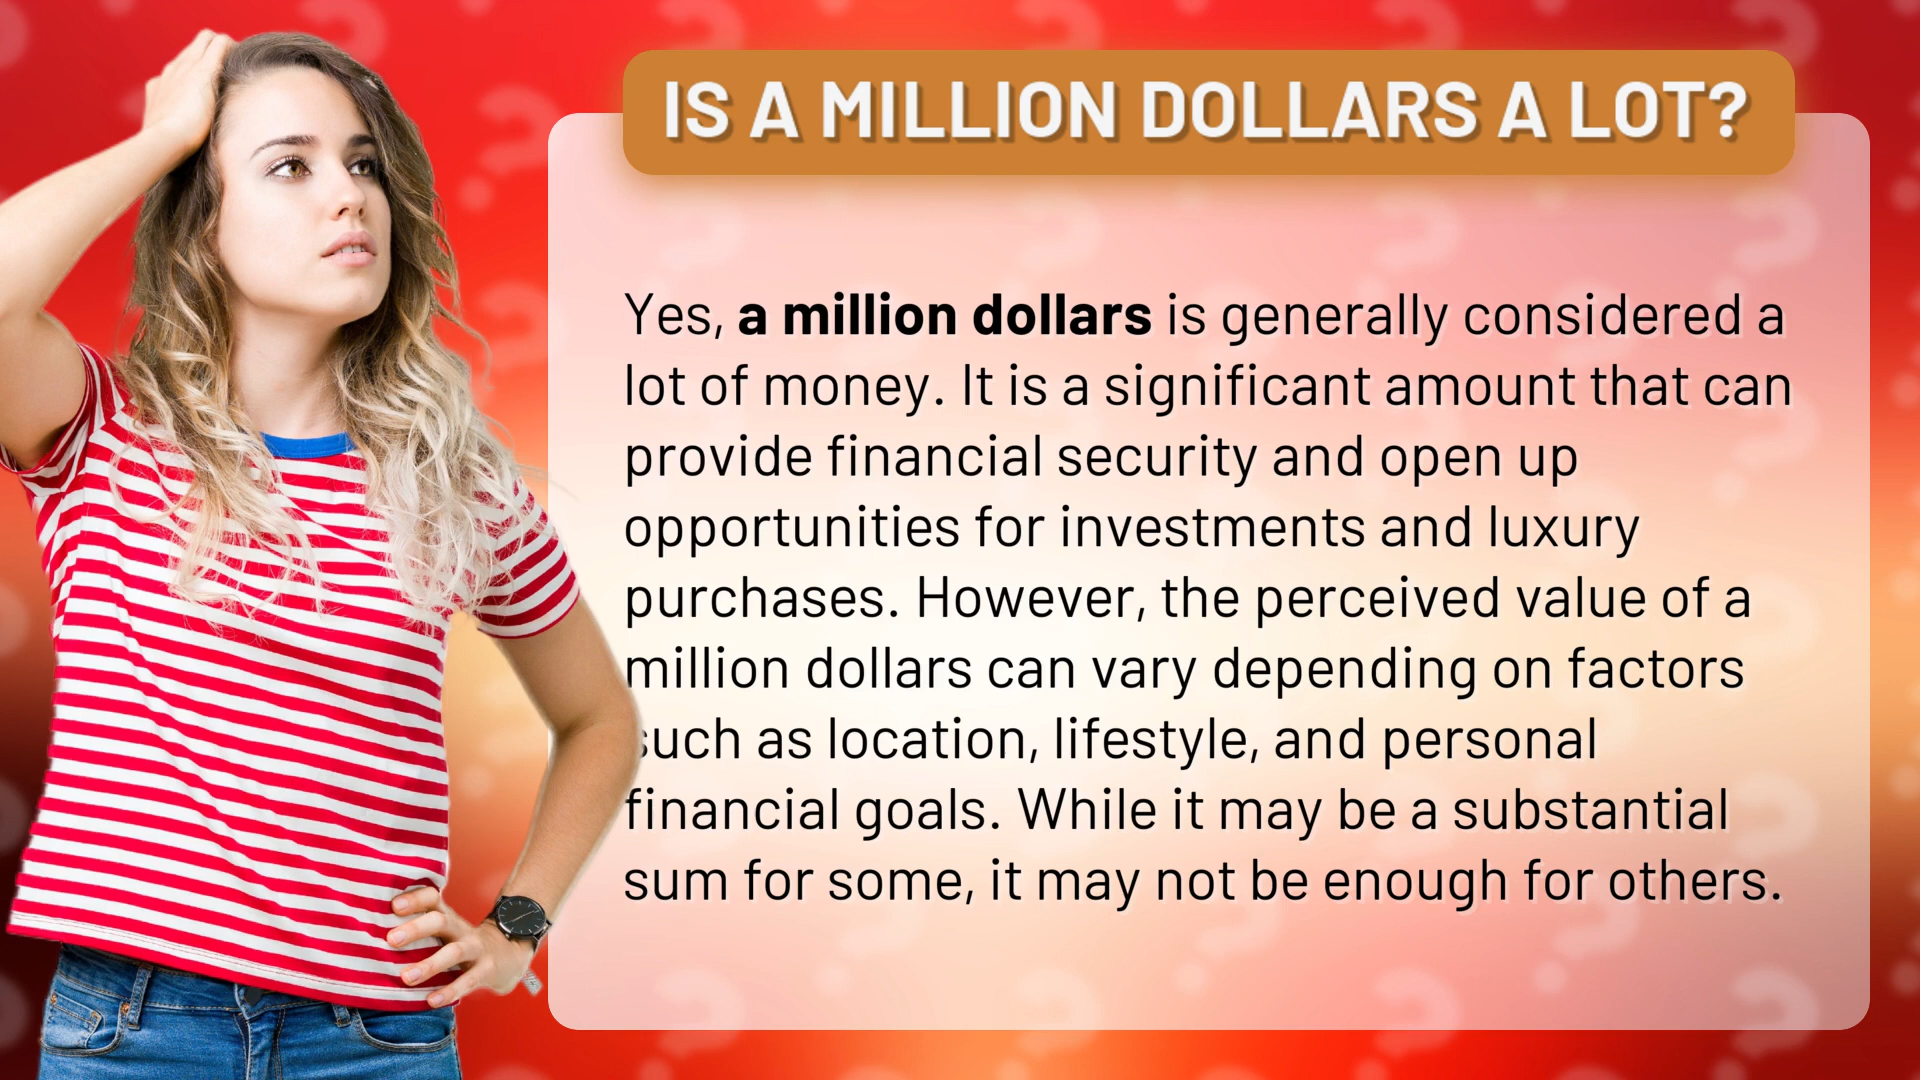 IS A MILLION DOLLARS A LOT?
Yes, a million dollars is generally considered a
lot of money. It is a significant amount that can
provide financial security and open up
opportunities for investments and luxury
purchases. However, the perceived value of a
million dollars can vary depending on factors
such as location, lifestyle, and personal
financial goals. While it may be a substantial
sum for some, it may not be enough for others.